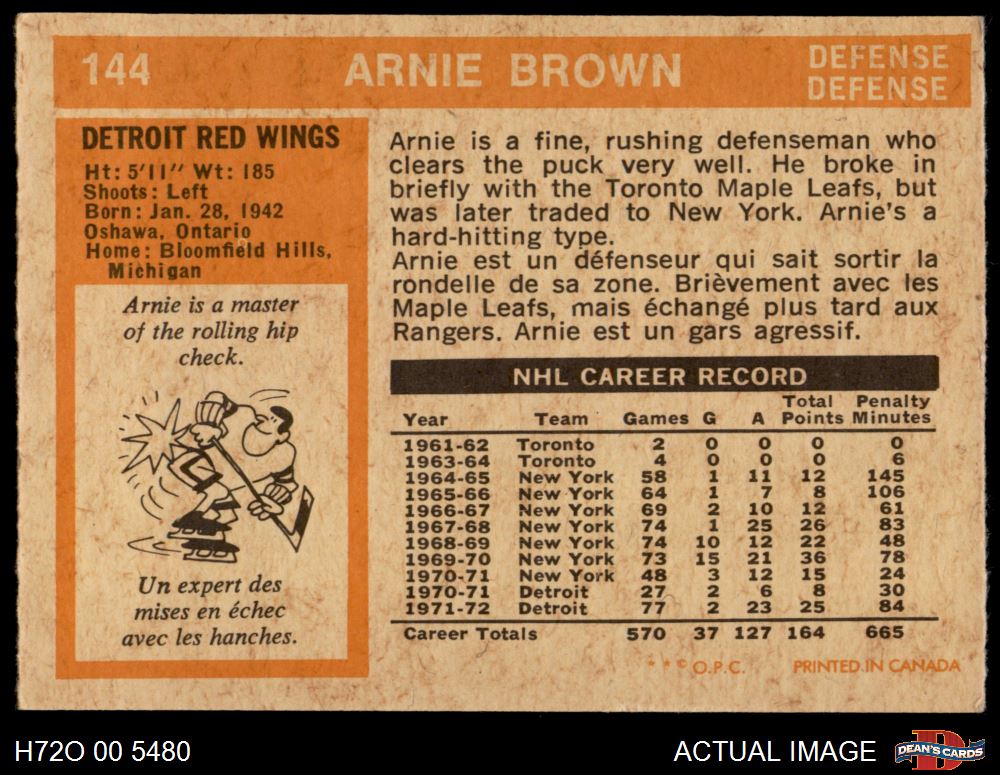 144 ARNIE BROWN DEFENSE
DEFENSE
DETROIT RED WINGS
Ht: 5'11" Wt: 185
Shoots: Left
Born: Jan. 28, 1942
Oshawa, Ontario
Home: Bloomfield Hills,
Michigan
Arnie is a master
of the rolling hip
check.
Un expert des
mises en échec
avec les hanches.
Arnie is a fine, rushing defenseman who
clears the puck very well. He broke in
briefly with the Toronto Maple Leafs, but
was later traded to New York. Arnie's a
hard-hitting type.
Arnie est un défenseur qui sait sortir la
rondelle de sa zone. Brièvement avec les
Maple Leafs, mais échangé plus tard aux
Rangers. Arnie est un gars agressif.
NHL CAREER RECORD
Total Penalty
Year Team Games G A Points Minutes
1961-62 Toronto 2 0 0 0 0
1963-64 Toronto 4 0 0 0 6
1964-65 New York 58 1 11 12 145
1965-66 New York 64 1 7 8 106
1966-67 New York 69 2 10 12 61
1967-68 New York 74 1 25 26 83
1968-69 New York 74 10 12 22 48
1969-70 New York 73 15 21 36 78
1970-71 New York 48 3 12 15 24
1970-71 Detroit 27 2 6 8 30
1971-72 Detroit 77 2 23 25 84
Career Totals 570 37 127 164 665
* * © O.P.C. PRINTED IN CANADA
H72O 00 5480 ACTUAL IMAGE DEAN'S CARDS